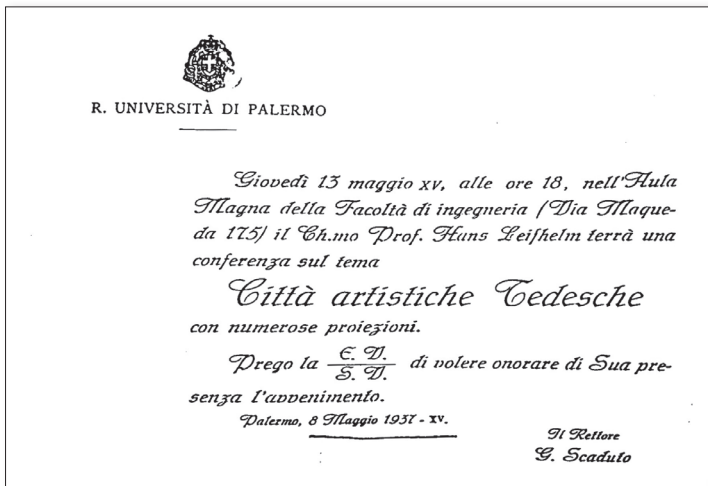 R. UNIVERSITÀ DI PALERMO
Giovedì 13 maggio XV, alle ore 18, nell'Aula
Magna della Facoltà di ingegneria (Via Maque-
da 175) il Ch.mo Prof. Hans Leifhelm terrà una
conferenza sul tema
Città artistiche Tedesche
con numerose proiezioni.
Prego la E. V. / S. V. di volere onorare di Sua pre-
senza l'avvenimento.
Palermo, 8 Maggio 1937 - XV.
Il Rettore
G. Scaduto